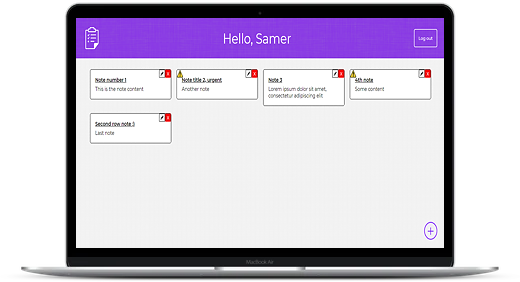 Hello, Samer
Log out
Note number 1
This is the note content
Note title 2, urgent
Another note
Note 3
Lorem ipsum dolor sit amet,
consectetur adipiscing elit
4th note
Some content
Second row note :)
Last note
MacBook Air